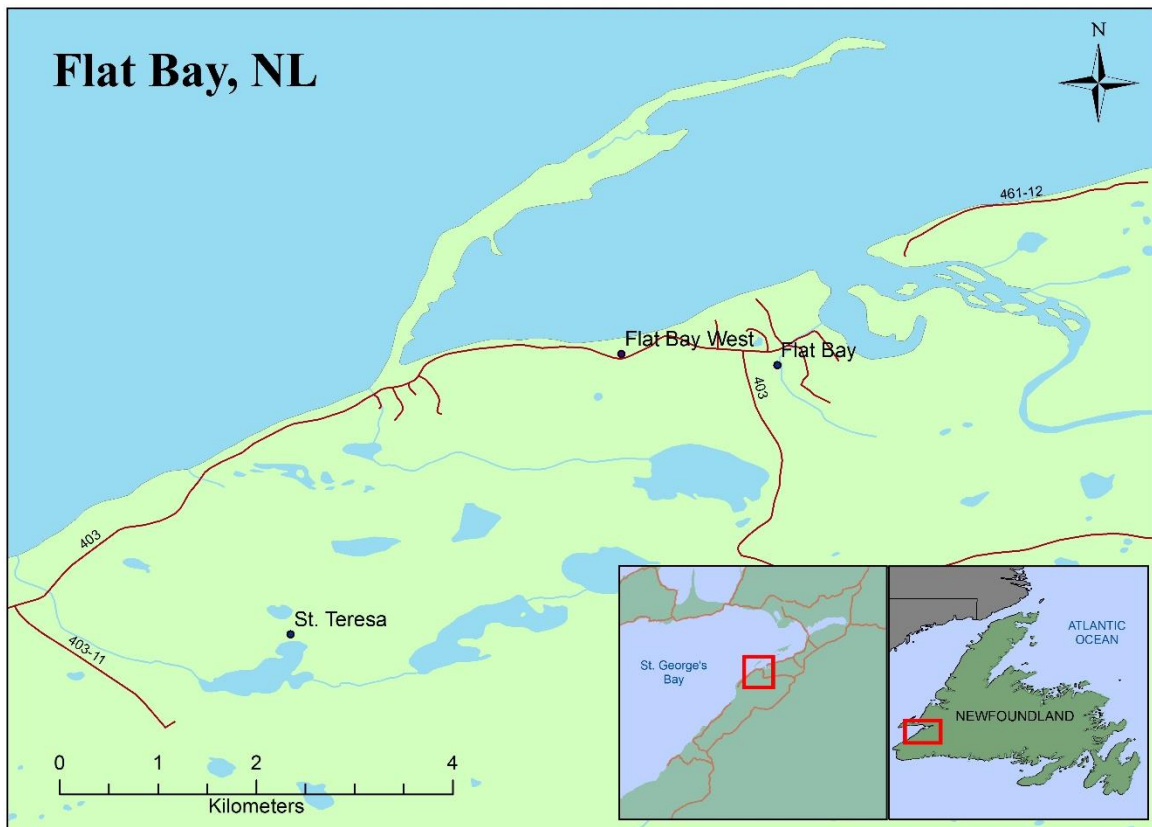 Flat Bay, NL
N
461-12
Flat Bay West
Flat Bay
403
403
St. Teresa
403-11
0 1 2 4
Kilometers
St. George's
Bay
ATLANTIC
OCEAN
NEWFOUNDLAND